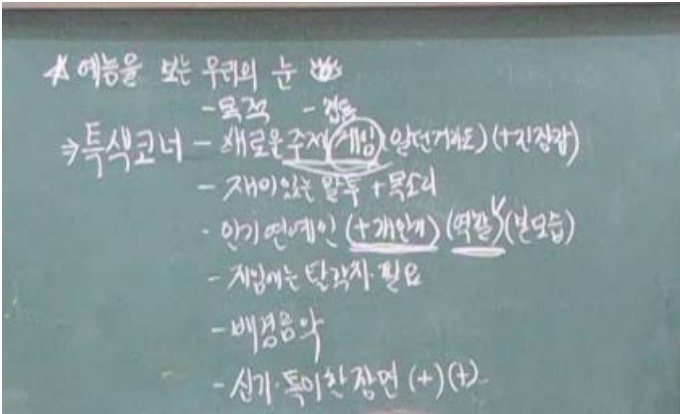 ☆ 예능을 보는 우리의 눈
- 목적 - 감동
⇒ 특색코너 - 새로운 주제 게임 (알던거라도) (+긴장감)
- 재미있는 말투 + 목소리
- 인기 연예인 (+개인기) (역할) (본모습)
- 게임에는 탈락자 필요
- 배경음악
- 신기·특이한 장면 (+) (+)